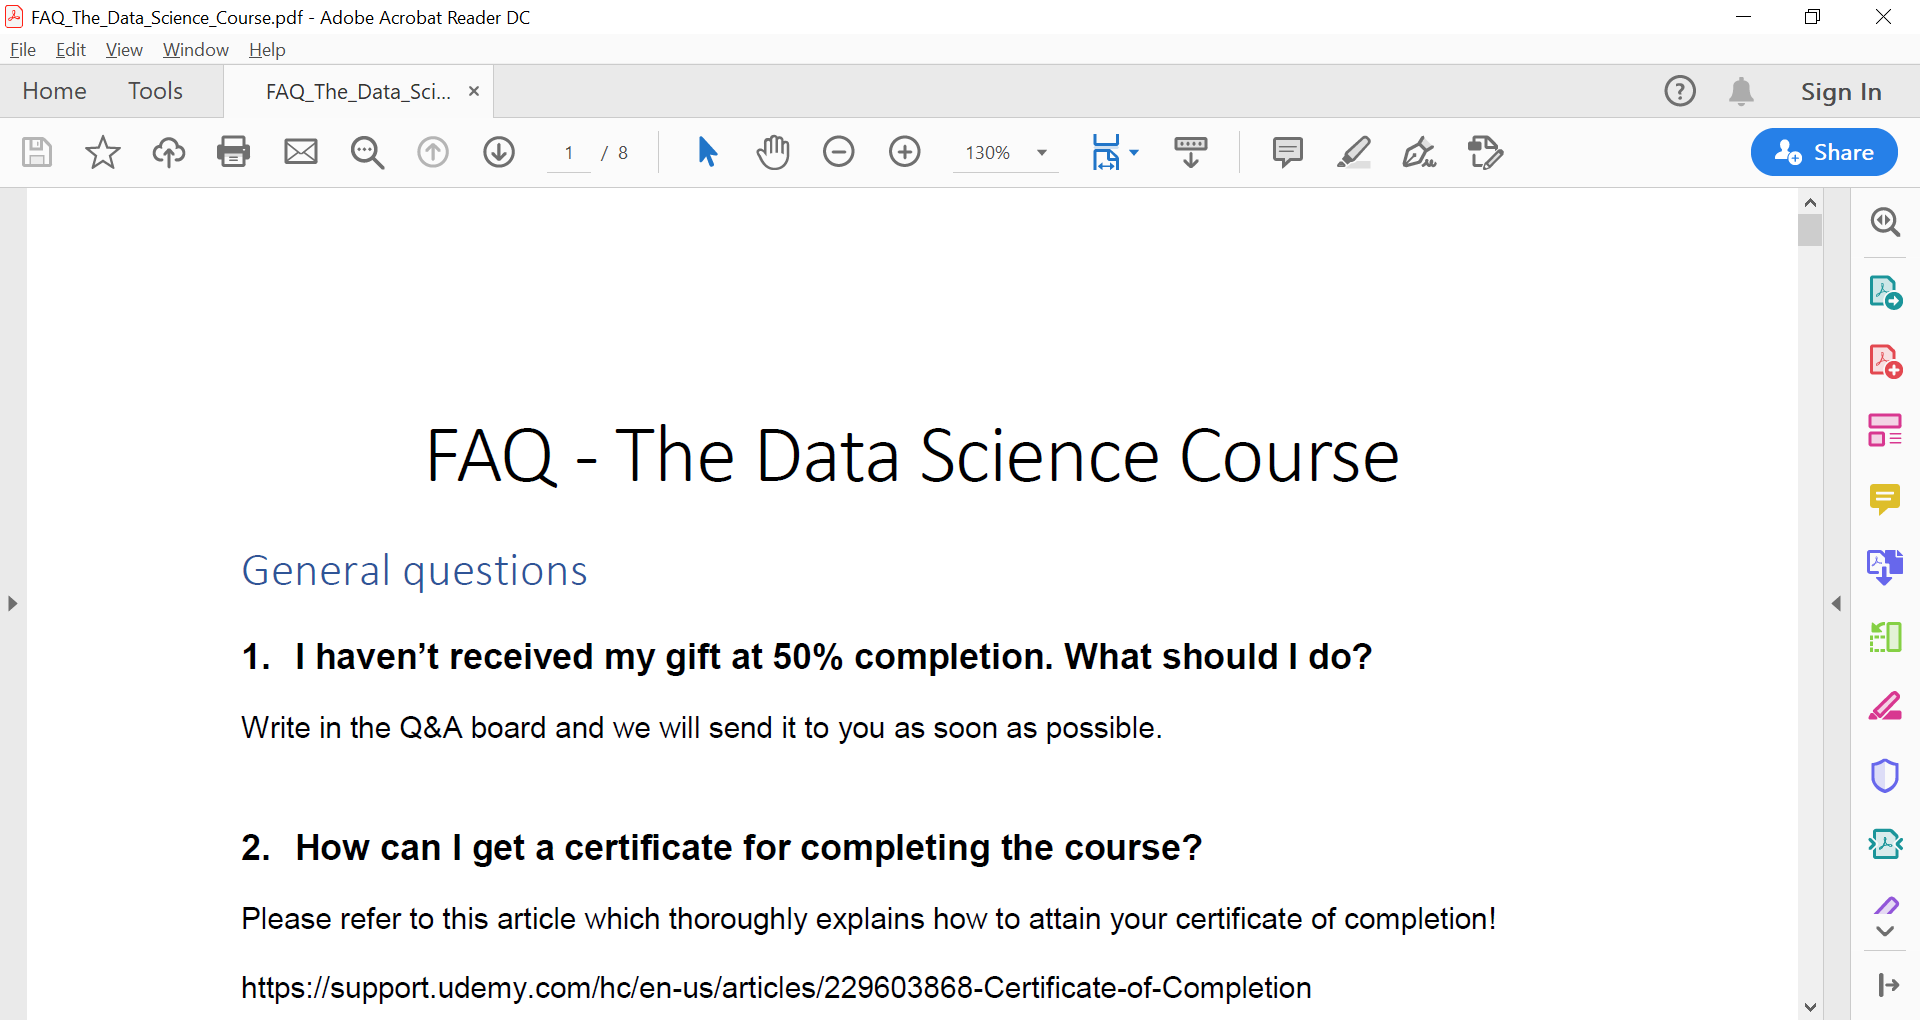 FAQ_The_Data_Science_Course.pdf - Adobe Acrobat Reader DC
File Edit View Window Help
Home Tools FAQ_The_Data_Sci... × Sign In
1 / 8 130% Share
FAQ - The Data Science Course
General questions
1. I haven’t received my gift at 50% completion. What should I do?
Write in the Q&A board and we will send it to you as soon as possible.
2. How can I get a certificate for completing the course?
Please refer to this article which thoroughly explains how to attain your certificate of completion!
https://support.udemy.com/hc/en-us/articles/229603868-Certificate-of-Completion